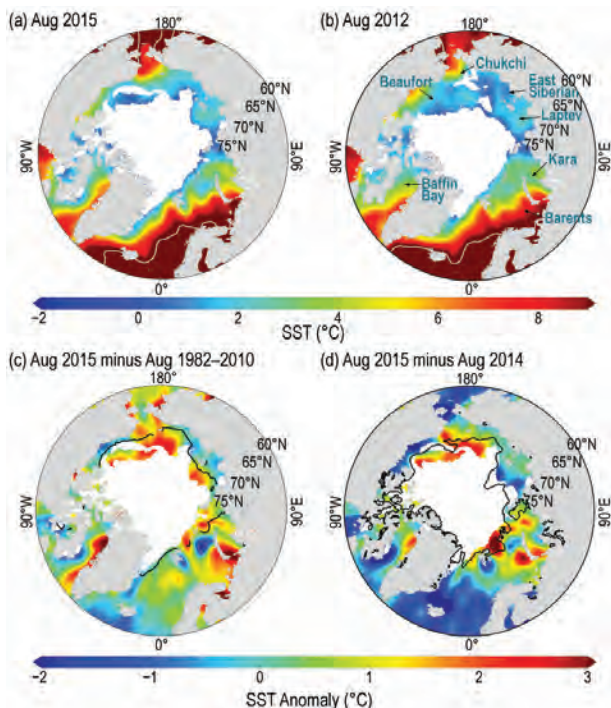 (a) Aug 2015
180°
60°N
65°N
70°N
75°N
90°W
90°E
0°
(b) Aug 2012
180°
Chukchi
Beaufort
East
Siberian
60°N
65°N
Laptev
70°N
75°N
Kara
90°W
90°E
Baffin
Bay
Barents
0°
−2 0 2 4 6 8
SST (°C)
(c) Aug 2015 minus Aug 1982–2010
180°
60°N
65°N
70°N
75°N
90°W
90°E
0°
(d) Aug 2015 minus Aug 2014
180°
60°N
65°N
70°N
75°N
90°W
90°E
0°
−2 −1 0 1 2 3
SST Anomaly (°C)